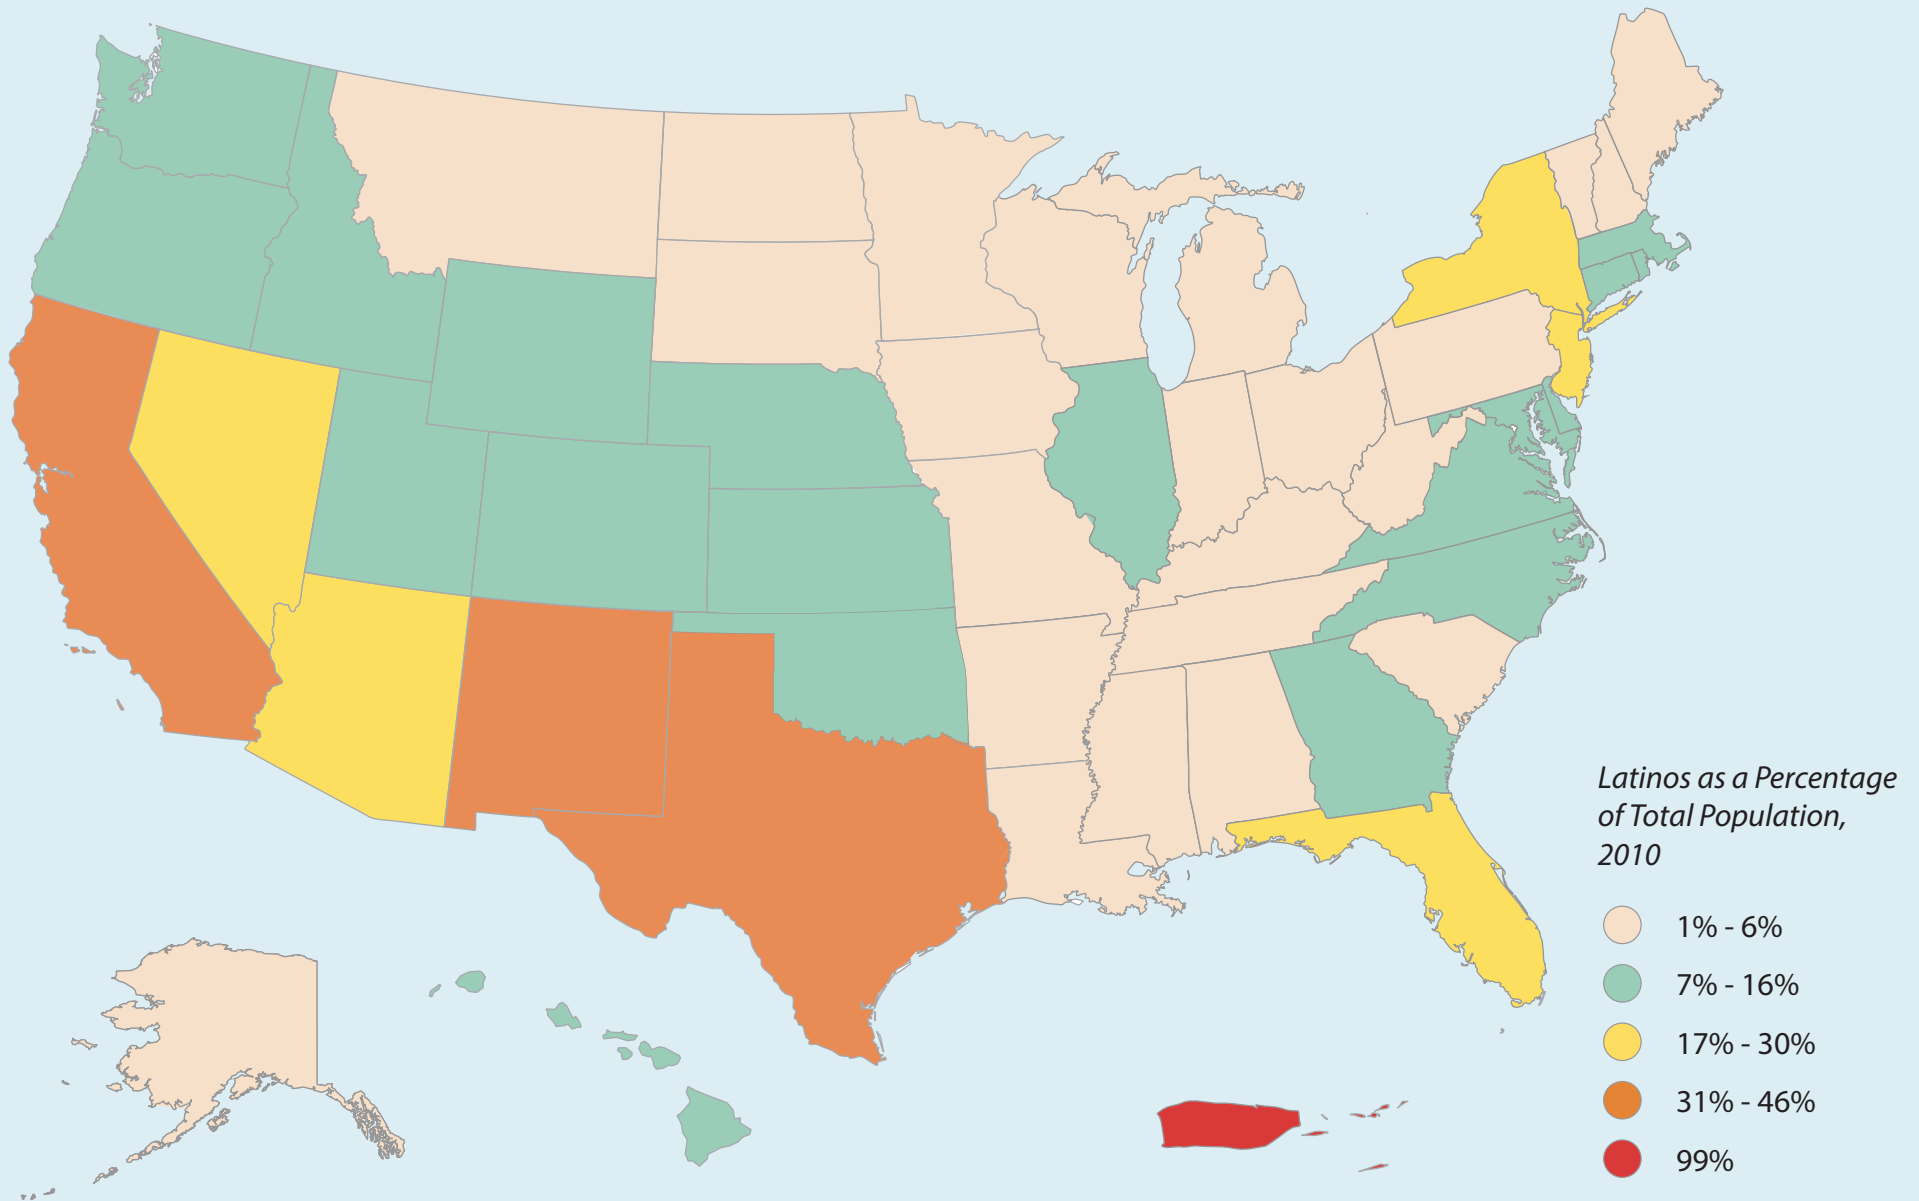 Latinos as a Percentage
of Total Population,
2010
1% - 6%
7% - 16%
17% - 30%
31% - 46%
99%